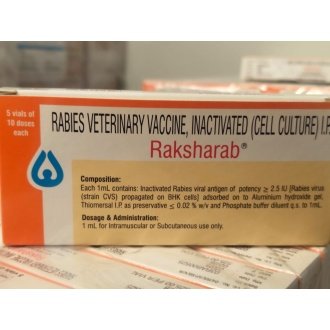 5 vials of
10 doses
each
RABIES VETERINARY VACCINE, INACTIVATED (CELL CULTURE) I.P.
Raksharab®
Composition:
Each 1mL contains: Inactivated Rabies viral antigen of potency ≥ 2.5 IU [Rabies virus
(strain CVS) propagated on BHK cells] adsorbed on to Aluminium hydroxide gel,
Thiomersal I.P. as preservative ≤ 0.02 % w/v and Phosphate buffer diluent q.s. to 1mL.
Dosage & Administration:
1 mL for Intramuscular or Subcutaneous use only.